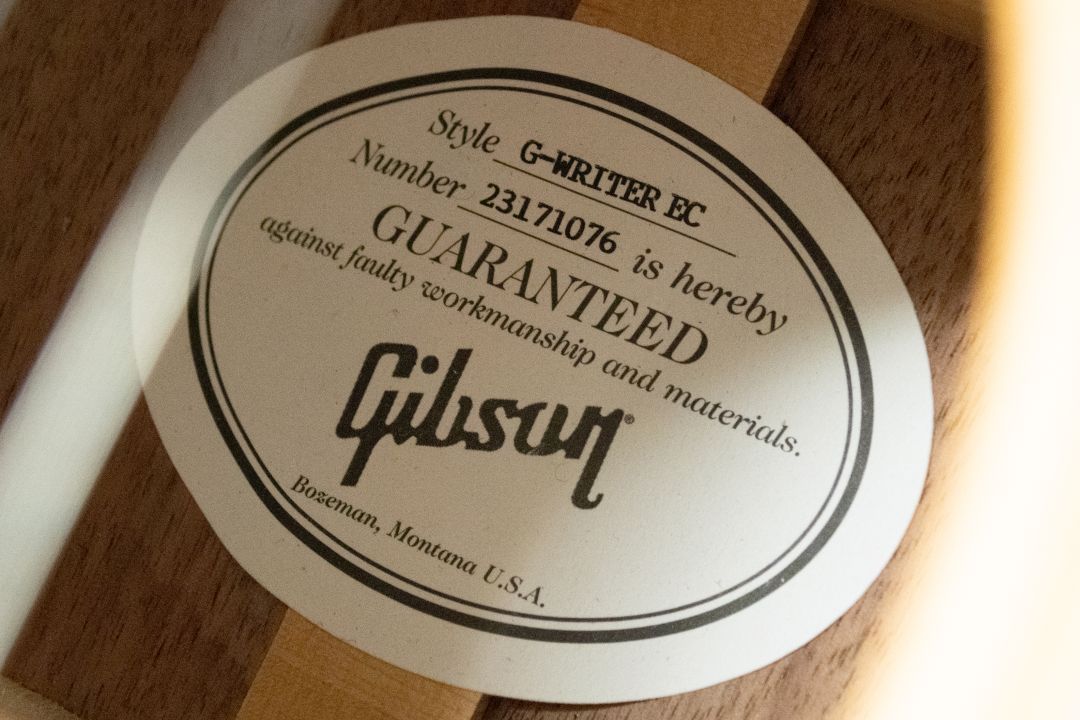 Style G-WRITER EC
Number 23171076 is hereby
GUARANTEED
against faulty workmanship and materials.
Gibson®
Bozeman, Montana U.S.A.